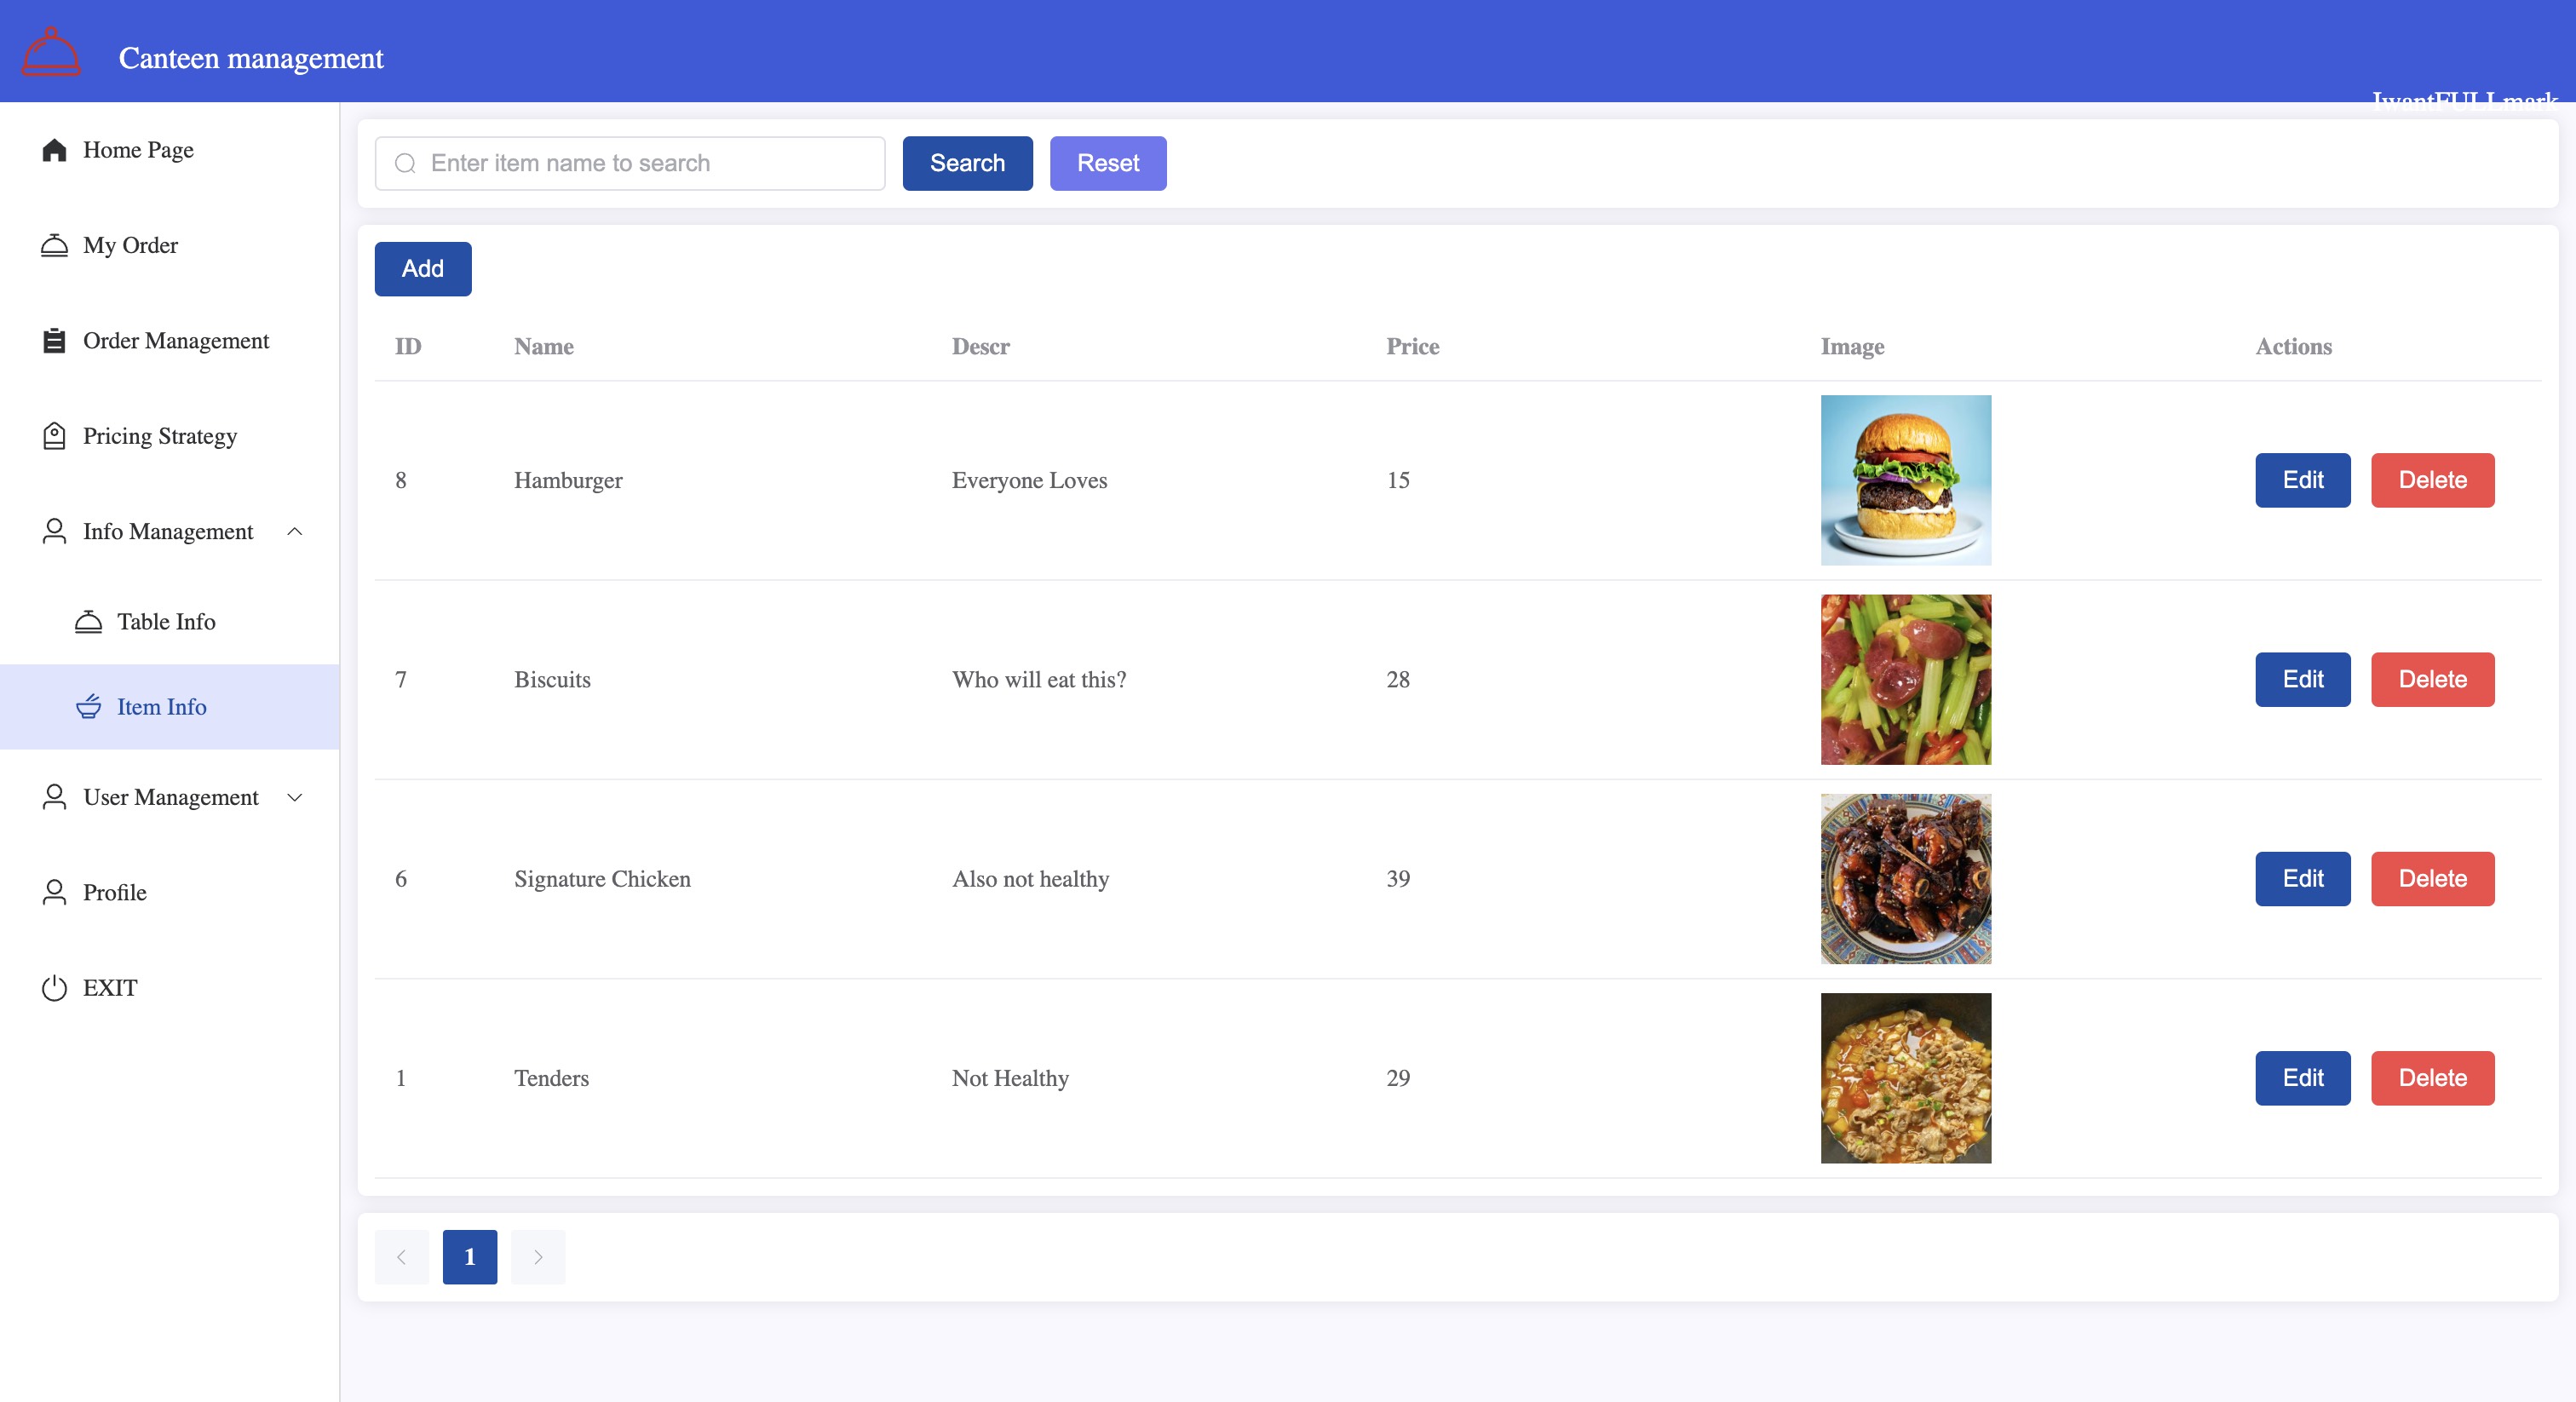 Canteen management
IwantFULLmark
Home Page
My Order
Order Management
Pricing Strategy
Info Management
Table Info
Item Info
User Management
Profile
EXIT
Enter item name to search
Search
Reset
Add
ID Name Descr Price Image Actions
8 Hamburger Everyone Loves 15 Edit Delete
7 Biscuits Who will eat this? 28 Edit Delete
6 Signature Chicken Also not healthy 39 Edit Delete
1 Tenders Not Healthy 29 Edit Delete
1